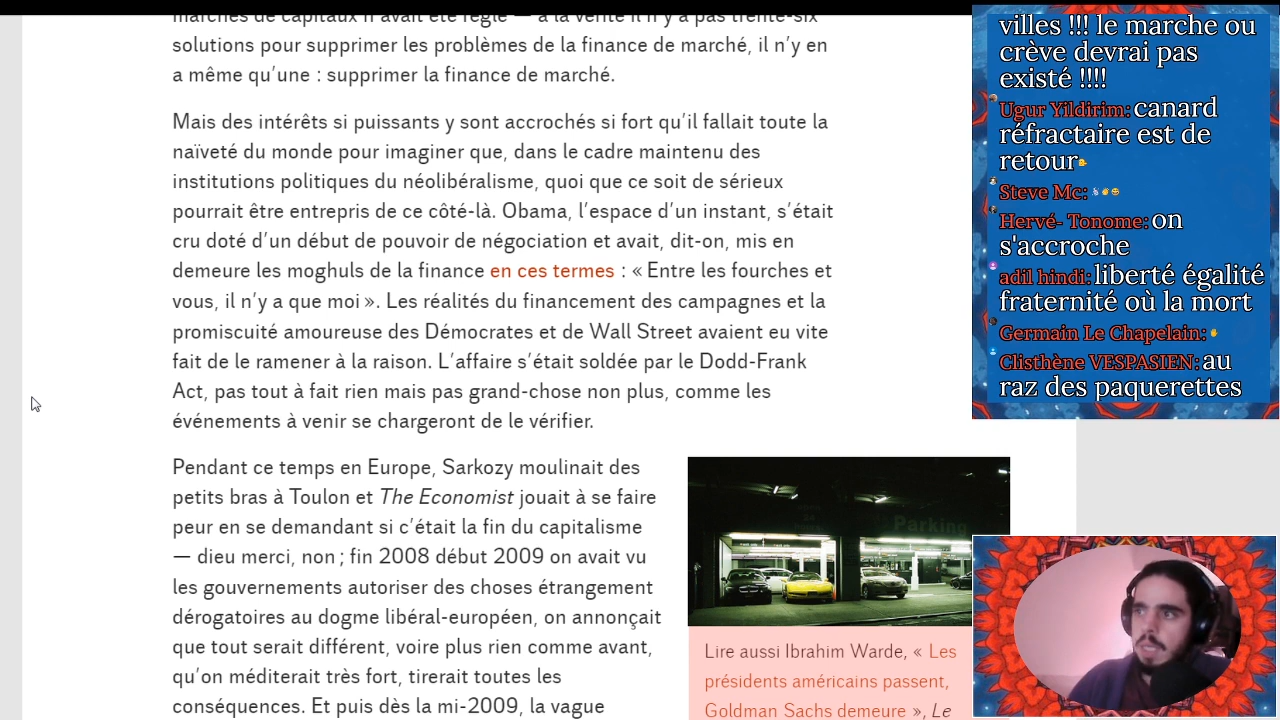 marchés de capitaux n'avait été réglé — à la vérité il n'y a pas trente-six
solutions pour supprimer les problèmes de la finance de marché, il n'y en
a même qu'une : supprimer la finance de marché.
Mais des intérêts si puissants y sont accrochés si fort qu'il fallait toute la
naïveté du monde pour imaginer que, dans le cadre maintenu des
institutions politiques du néolibéralisme, quoi que ce soit de sérieux
pourrait être entrepris de ce côté-là. Obama, l'espace d'un instant, s'était
cru doté d'un début de pouvoir de négociation et avait, dit-on, mis en
demeure les moghuls de la finance en ces termes : « Entre les fourches et
vous, il n'y a que moi ». Les réalités du financement des campagnes et la
promiscuité amoureuse des Démocrates et de Wall Street avaient eu vite
fait de le ramener à la raison. L'affaire s'était soldée par le Dodd-Frank
Act, pas tout à fait rien mais pas grand-chose non plus, comme les
événements à venir se chargeront de le vérifier.
Pendant ce temps en Europe, Sarkozy moulinait des
petits bras à Toulon et The Economist jouait à se faire
peur en se demandant si c'était la fin du capitalisme
— dieu merci, non ; fin 2008 début 2009 on avait vu
les gouvernements autoriser des choses étrangement
dérogatoires au dogme libéral-européen, on annonçait
que tout serait différent, voire plus rien comme avant,
qu'on méditerait très fort, tirerait toutes les
conséquences. Et puis dès la mi-2009, la vague
Parking
Lire aussi Ibrahim Warde, « Les
présidents américains passent,
Goldman Sachs demeure », Le
villes !!! le marche ou
crève devrai pas
existé !!!!
Ugur Yildirim: canard
réfractaire est de
retour
Steve Mc:
Hervé- Tonome: on
s'accroche
adil hindi: liberté égalité
fraternité où la mort
Germain Le Chapelain:
Clisthène VESPASIEN: au
raz des paquerettes